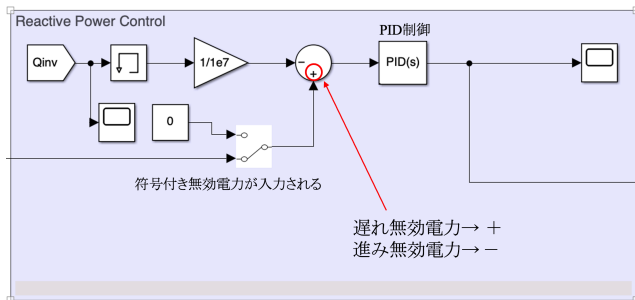 Reactive Power Control
PID制御
Qinv
1/1e7
−
+
PID(s)
0
符号付き無効電力が入力される
遅れ無効電力→ ＋
進み無効電力→ −